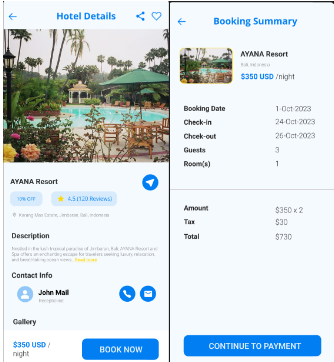 Hotel Details
AYANA Resort
10% OFF
4,5 (120 Reviews)
Description
Contact Info
John Mail
Receptionist
Gallery
$350 USD /
night
BOOK NOW
Booking Summary
AYANA Resort
Bali, Indonesia
$350 USD /night
Booking Date 1-Oct-2023
Check-in 24-Oct-2023
Chcek-out 26-Oct-2023
Guests 3
Room(s) 1
Amount $350 x 2
Tax $30
Total $730
CONTINUE TO PAYMENT